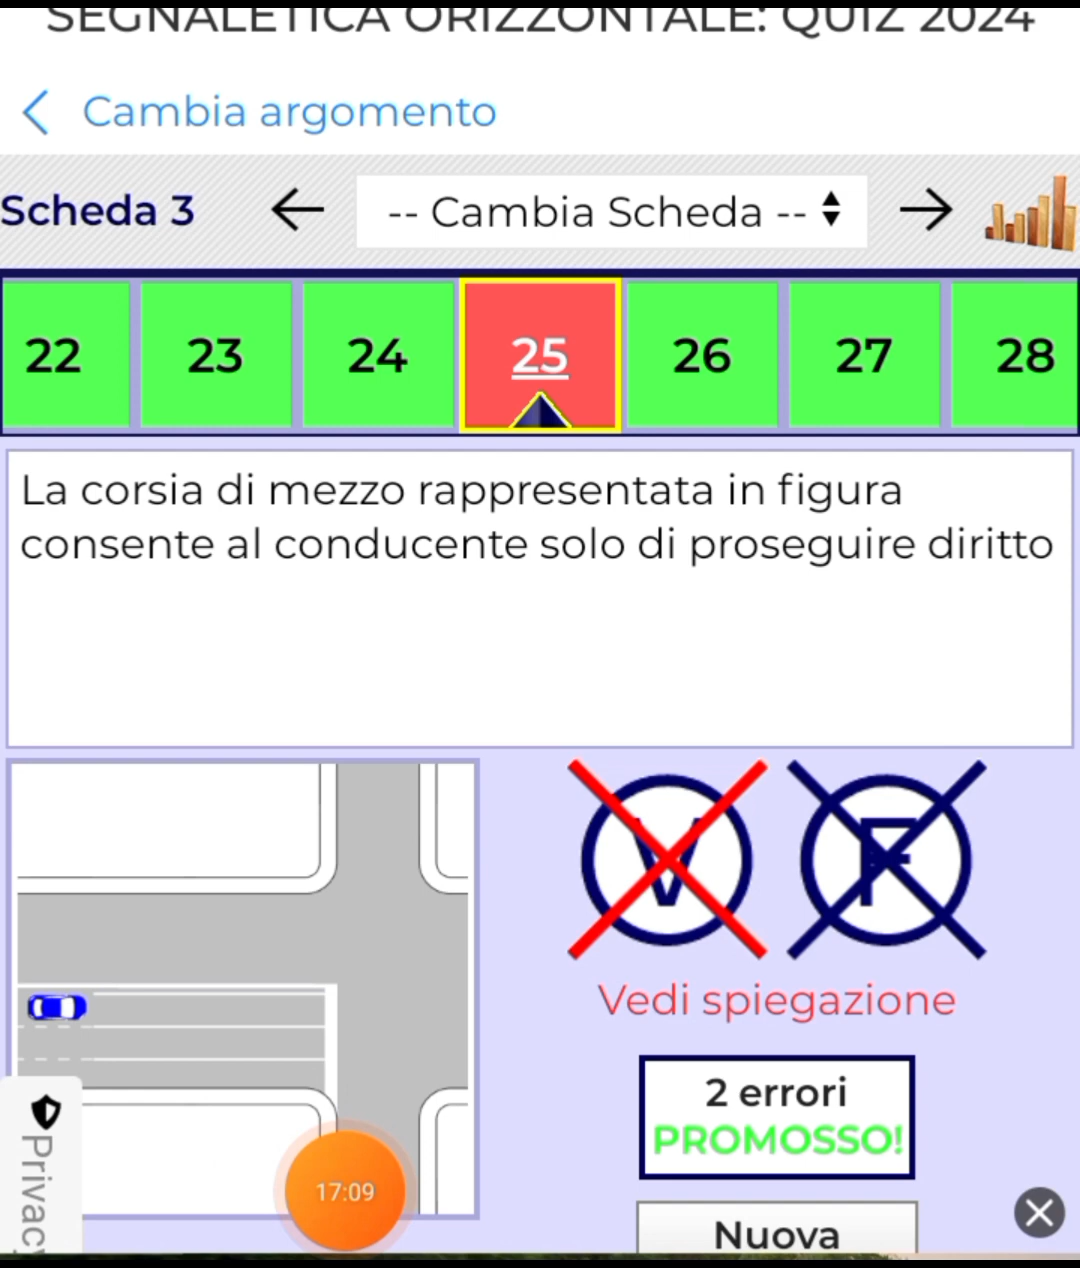 SEGNALETICA ORIZZONTALE: QUIZ 2024
Cambia argomento
Scheda 3
-- Cambia Scheda --
22 23 24 25 26 27 28
La corsia di mezzo rappresentata in figura
consente al conducente solo di proseguire diritto
V F
Vedi spiegazione
2 errori
PROMOSSO!
Privacy
17:09
Nuova